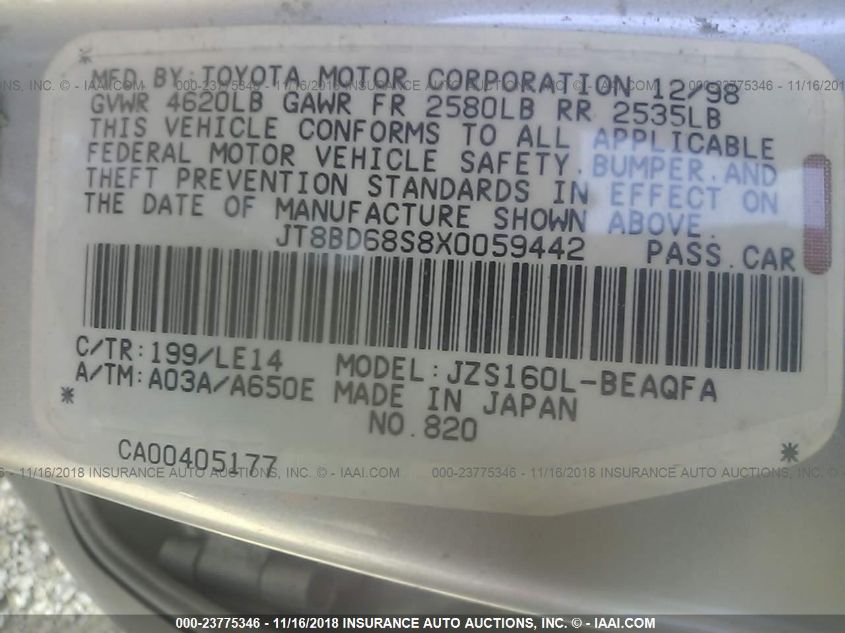 MFD BY:TOYOTA MOTOR CORPORATION 12/98
GVWR 4620LB GAWR FR 2580LB RR 2535LB
THIS VEHICLE CONFORMS TO ALL APPLICABLE
FEDERAL MOTOR VEHICLE SAFETY,BUMPER,AND
THEFT PREVENTION STANDARDS IN EFFECT ON
THE DATE OF MANUFACTURE SHOWN ABOVE.
JT8BD68S8X0059442 PASS.CAR
C/TR:199/LE14 MODEL:JZS160L-BEAQFA
A/TM:A03A/A650E MADE IN JAPAN
NO.820
CA00405177
000-23775346 - 11/16/2018 INSURANCE AUTO AUCTIONS, INC. - © - IAAI.COM